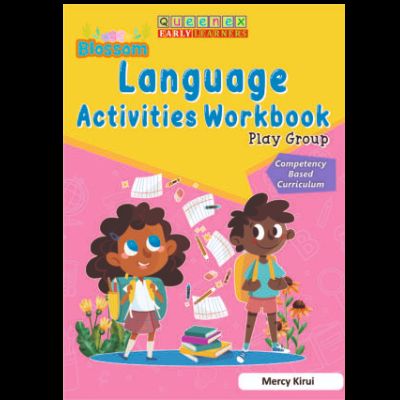 Queenex
EARLY LEARNERS
Blossom
Language
Activities Workbook
Play Group
Competency
Based
Curriculum
Mercy Kirui